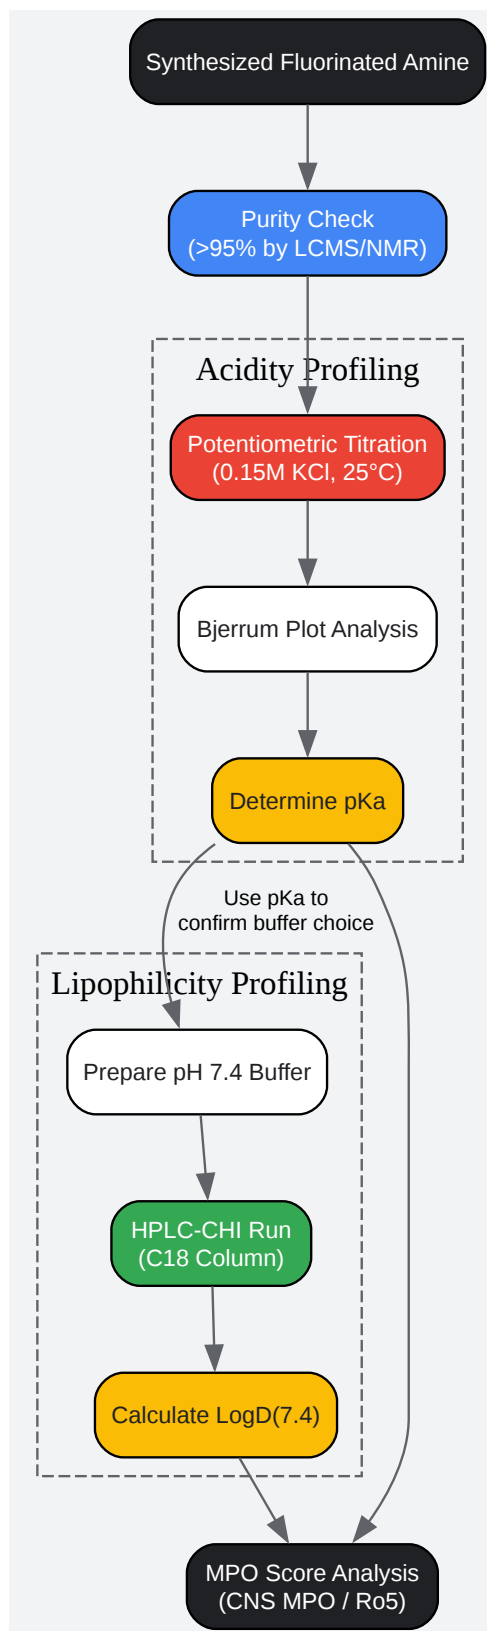 Synthesized Fluorinated Amine
Purity Check
(>95% by LCMS/NMR)
Acidity Profiling
Potentiometric Titration
(0.15M KCl, 25°C)
Bjerrum Plot Analysis
Determine pKa
Use pKa to
confirm buffer choice
Lipophilicity Profiling
Prepare pH 7.4 Buffer
HPLC-CHI Run
(C18 Column)
Calculate LogD(7.4)
MPO Score Analysis
(CNS MPO / Ro5)